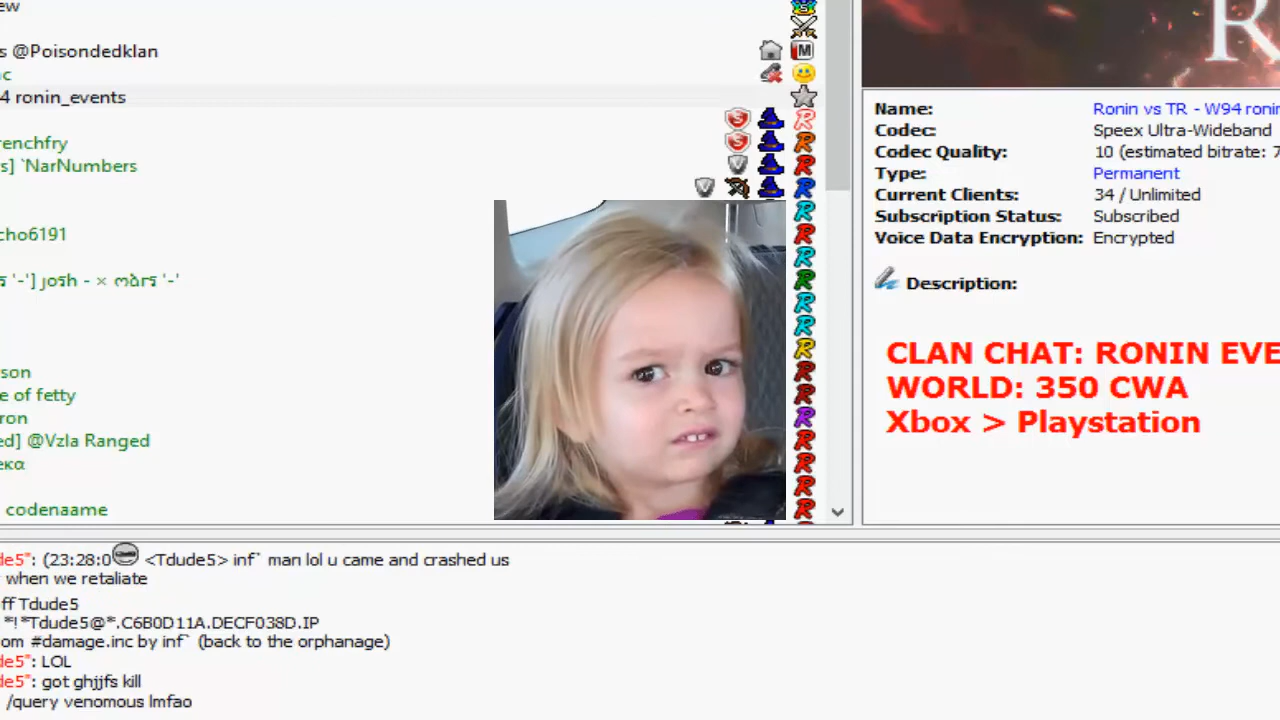 ew
s @Poisondedklan
c
4 ronin_events
renchfry
s] `NarNumbers
cho6191
'-'] josh - ×
son
e of fetty
ron
ed] @Vzla Ranged
εκα
codenaame
R
Name: Ronin vs TR - W94 ronin
Codec: Speex Ultra-Wideband
Codec Quality: 10 (estimated bitrate: 7
Type: Permanent
Current Clients: 34 / Unlimited
Subscription Status: Subscribed
Voice Data Encryption: Encrypted
Description:
CLAN CHAT: RONIN EVE
WORLD: 350 CWA
Xbox > Playstation
de5": (23:28:0 <Tdude5> inf` man lol u came and crashed us
when we retaliate
ff Tdude5
*!*Tdude5@*.C6B0D11A.DECF038D.IP
om #damage.inc by inf` (back to the orphanage)
de5": LOL
de5": got ghjjfs kill
/query venomous lmfao